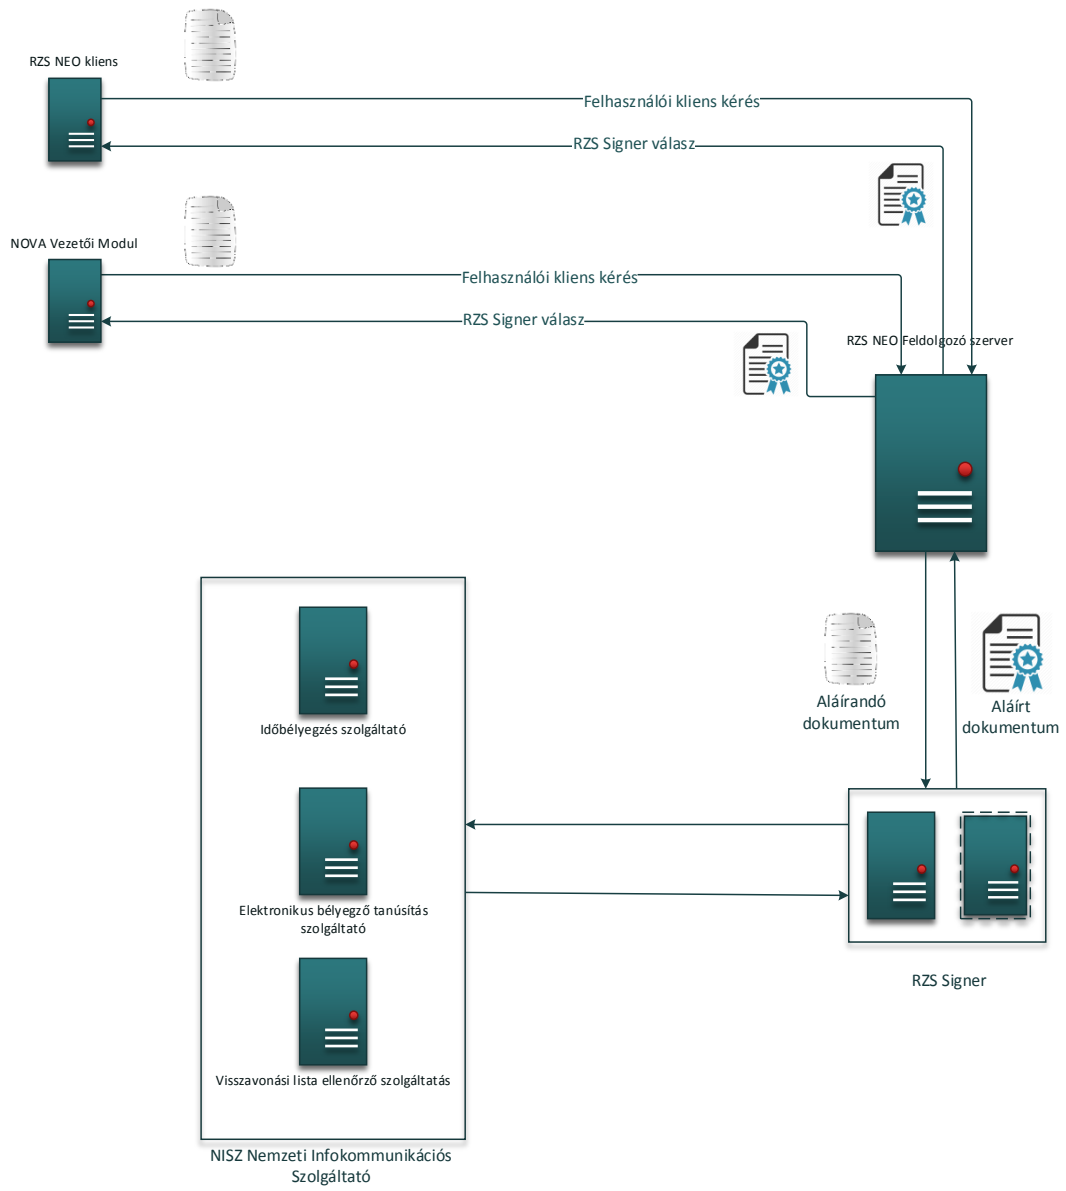 RZS NEO kliens
Felhasználói kliens kérés
RZS Signer válasz
NOVA Vezetői Modul
Felhasználói kliens kérés
RZS Signer válasz
RZS NEO Feldolgozó szerver
Aláírandó
dokumentum
Aláírt
dokumentum
Időbélyegzés szolgáltató
Elektronikus bélyegző tanúsítás
szolgáltató
RZS Signer
Visszavonási lista ellenőrző szolgáltatás
NISZ Nemzeti Infokommunikációs
Szolgáltató